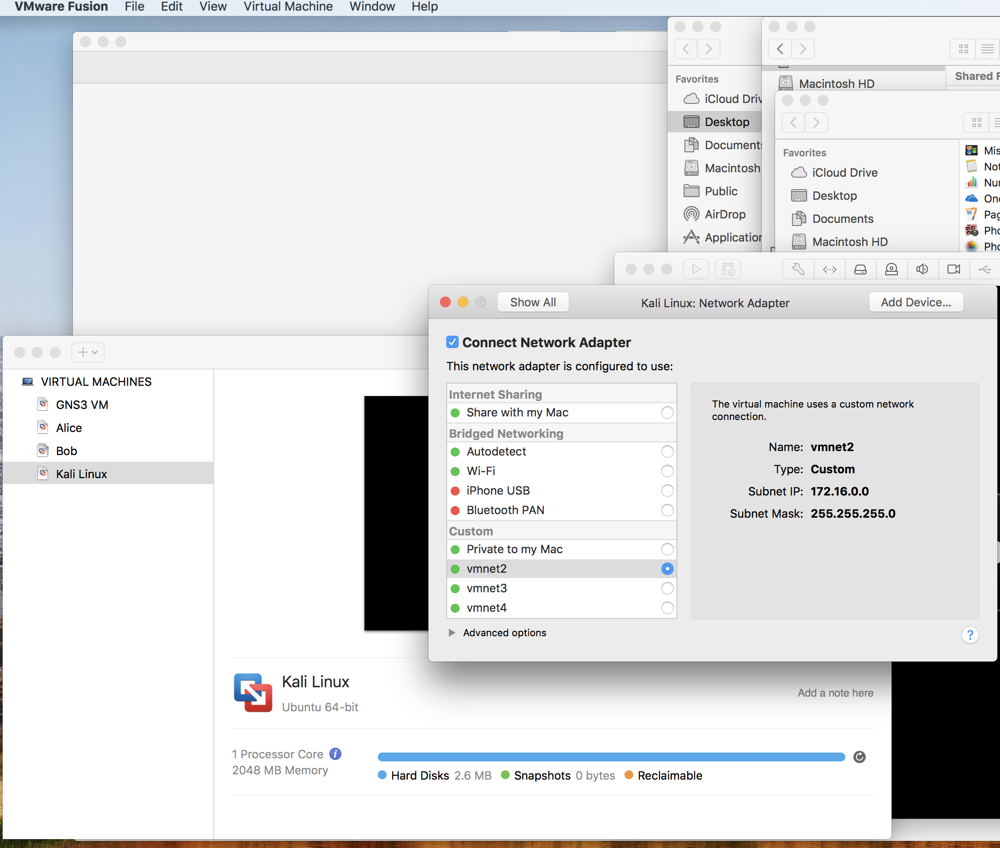 VMware Fusion File Edit View Virtual Machine Window Help
Favorites
iCloud Driv
Desktop
Documents
Macintosh
Public
AirDrop
Application
Macintosh HD
Shared F
Favorites
iCloud Drive
Desktop
Documents
Macintosh HD
Mis
Not
Nur
One
Pag
Pho
Pho
Show All
Kali Linux: Network Adapter
Add Device...
Connect Network Adapter
This network adapter is configured to use:
Internet Sharing
Share with my Mac
Bridged Networking
Autodetect
Wi-Fi
iPhone USB
Bluetooth PAN
Custom
Private to my Mac
vmnet2
vmnet3
vmnet4
Advanced options
The virtual machine uses a custom network
connection.
Name: vmnet2
Type: Custom
Subnet IP: 172.16.0.0
Subnet Mask: 255.255.255.0
?
VIRTUAL MACHINES
GNS3 VM
Alice
Bob
Kali Linux
Kali Linux
Ubuntu 64-bit
Add a note here
1 Processor Core
2048 MB Memory
Hard Disks 2.6 MB Snapshots 0 bytes Reclaimable